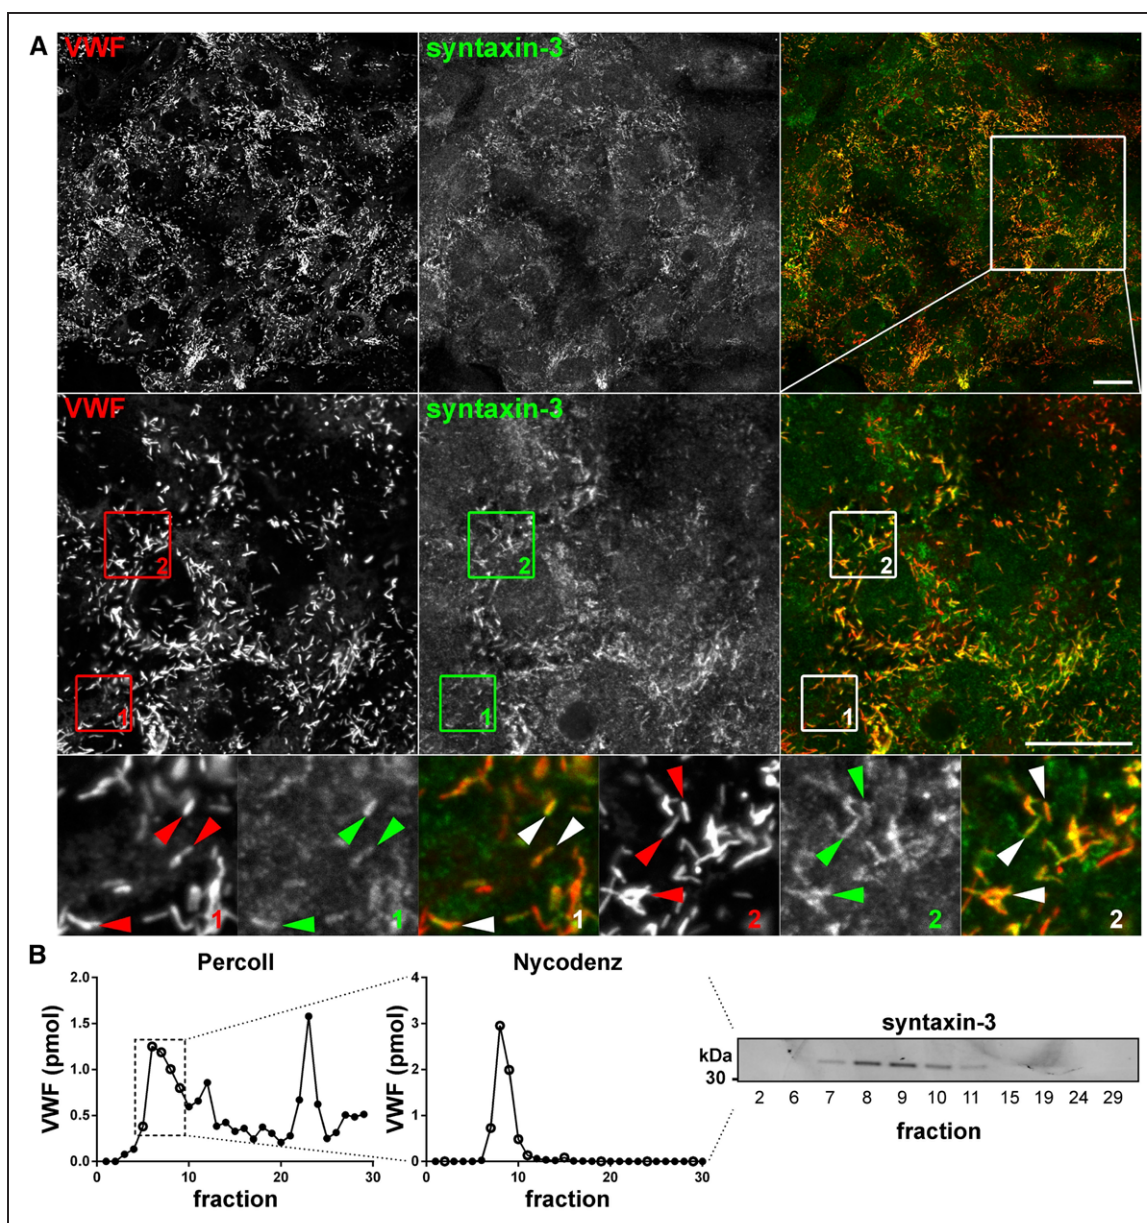 A
VWF
syntaxin-3
VWF
syntaxin-3
2
2
2
1
1
1
1
1
1
2
2
2
B
Percoll
Nycodenz
2.0
1.5
1.0
0.5
0.0
VWF (pmol)
0
10
20
30
fraction
4
3
2
1
0
VWF (pmol)
0
10
20
30
fraction
syntaxin-3
kDa
30
2 6 7 8 9 10 11 15 19 24 29
fraction